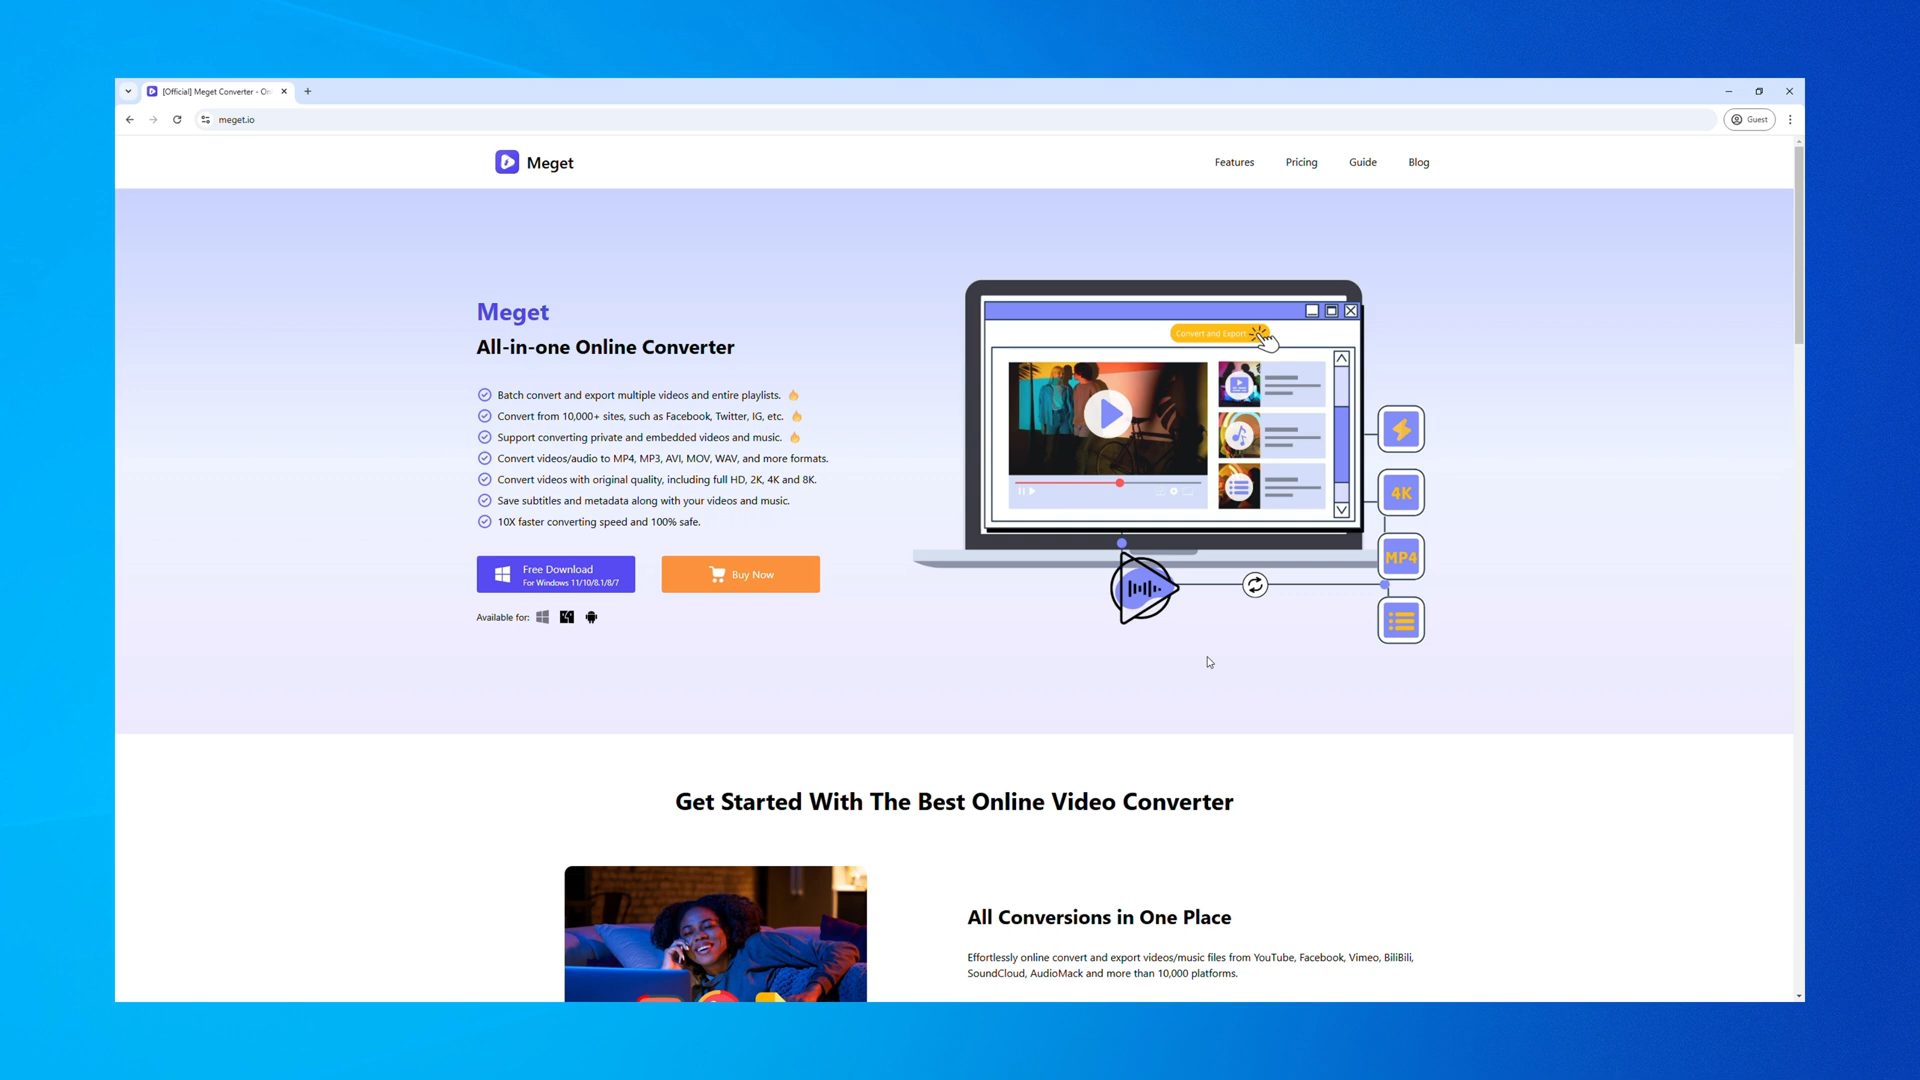 [Official] Meget Converter - On
meget.io
Guest
Meget
Features
Pricing
Guide
Blog
Meget
All-in-one Online Converter
Batch convert and export multiple videos and entire playlists.
Convert from 10,000+ sites, such as Facebook, Twitter, IG, etc.
Support converting private and embedded videos and music.
Convert videos/audio to MP4, MP3, AVI, MOV, WAV, and more formats.
Convert videos with original quality, including full HD, 2K, 4K and 8K.
Save subtitles and metadata along with your videos and music.
10X faster converting speed and 100% safe.
Free Download
For Windows 11/10/8.1/8/7
Buy Now
Available for:
Convert and Export
4K
MP4
Get Started With The Best Online Video Converter
All Conversions in One Place
Effortlessly online convert and export videos/music files from YouTube, Facebook, Vimeo, BiliBili,
SoundCloud, AudioMack and more than 10,000 platforms.